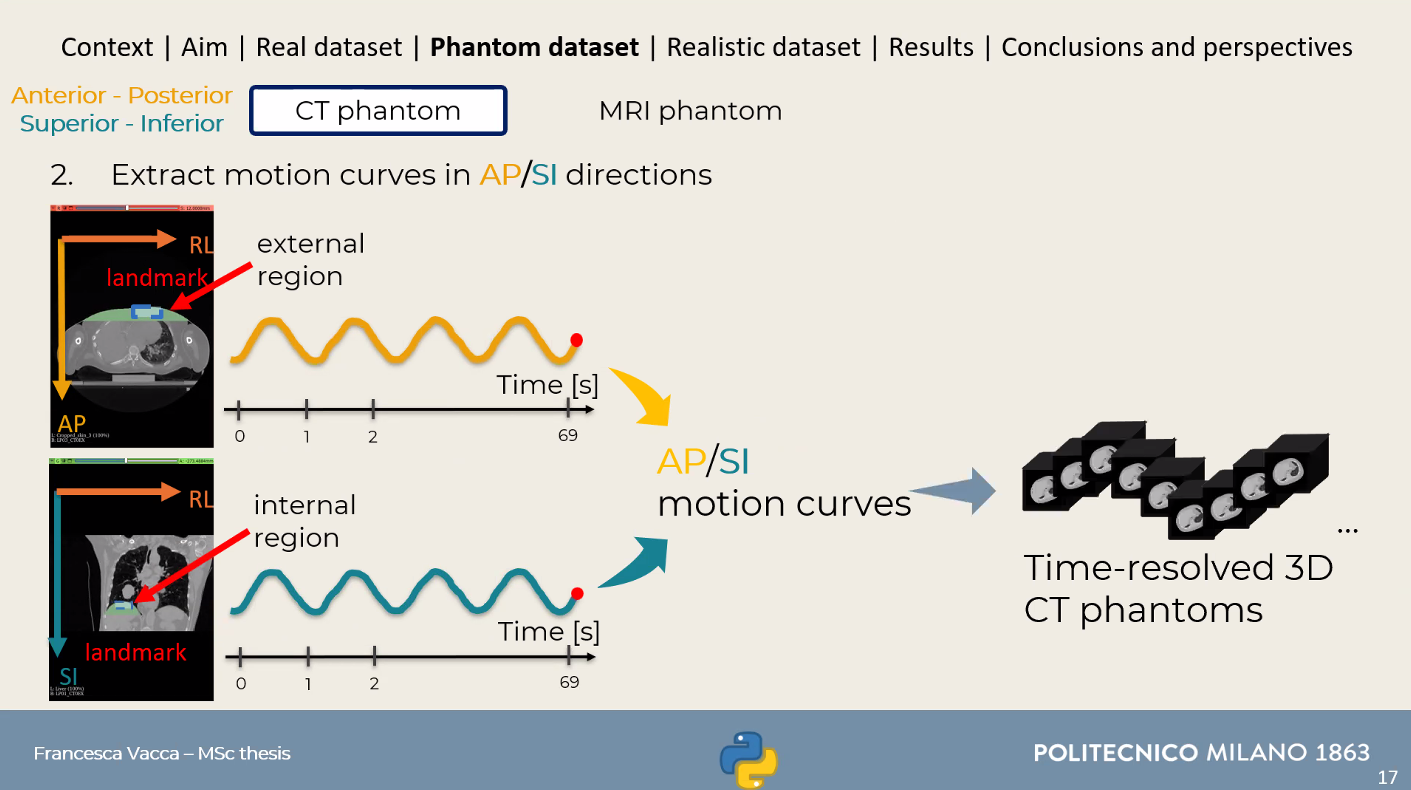 Context | Aim | Real dataset | Phantom dataset | Realistic dataset | Results | Conclusions and perspectives
Anterior - Posterior
Superior - Inferior
CT phantom
MRI phantom
2. Extract motion curves in AP/SI directions
RL
landmark
AP
external
region
Time [s]
0 1 2 69
RL
landmark
SI
internal
region
Time [s]
0 1 2 69
AP/SI
motion curves
...
Time-resolved 3D
CT phantoms
Francesca Vacca – MSc thesis
POLITECNICO MILANO 1863
17